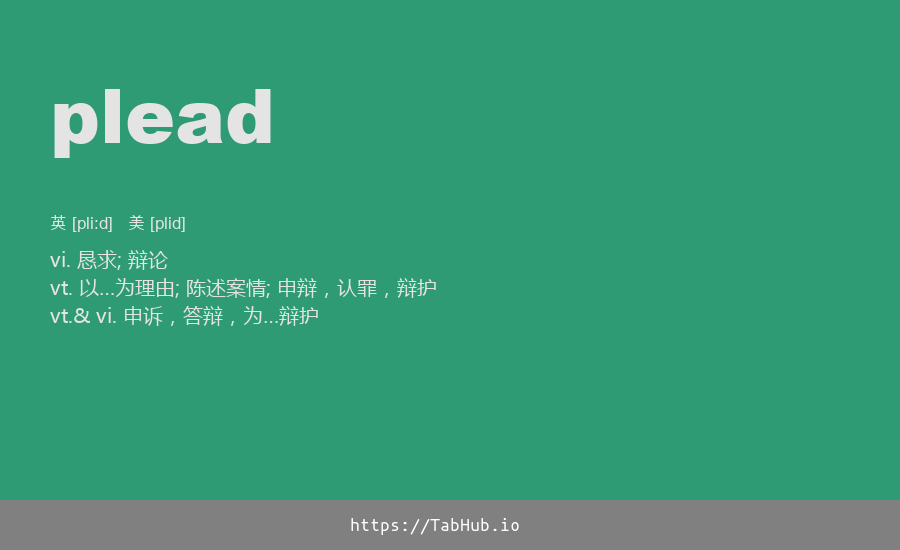 plead
英 [pli:d] 美 [plid]
vi. 恳求; 辩论
vt. 以...为理由; 陈述案情; 申辩，认罪，辩护
vt.& vi. 申诉，答辩，为...辩护
https://TabHub.io